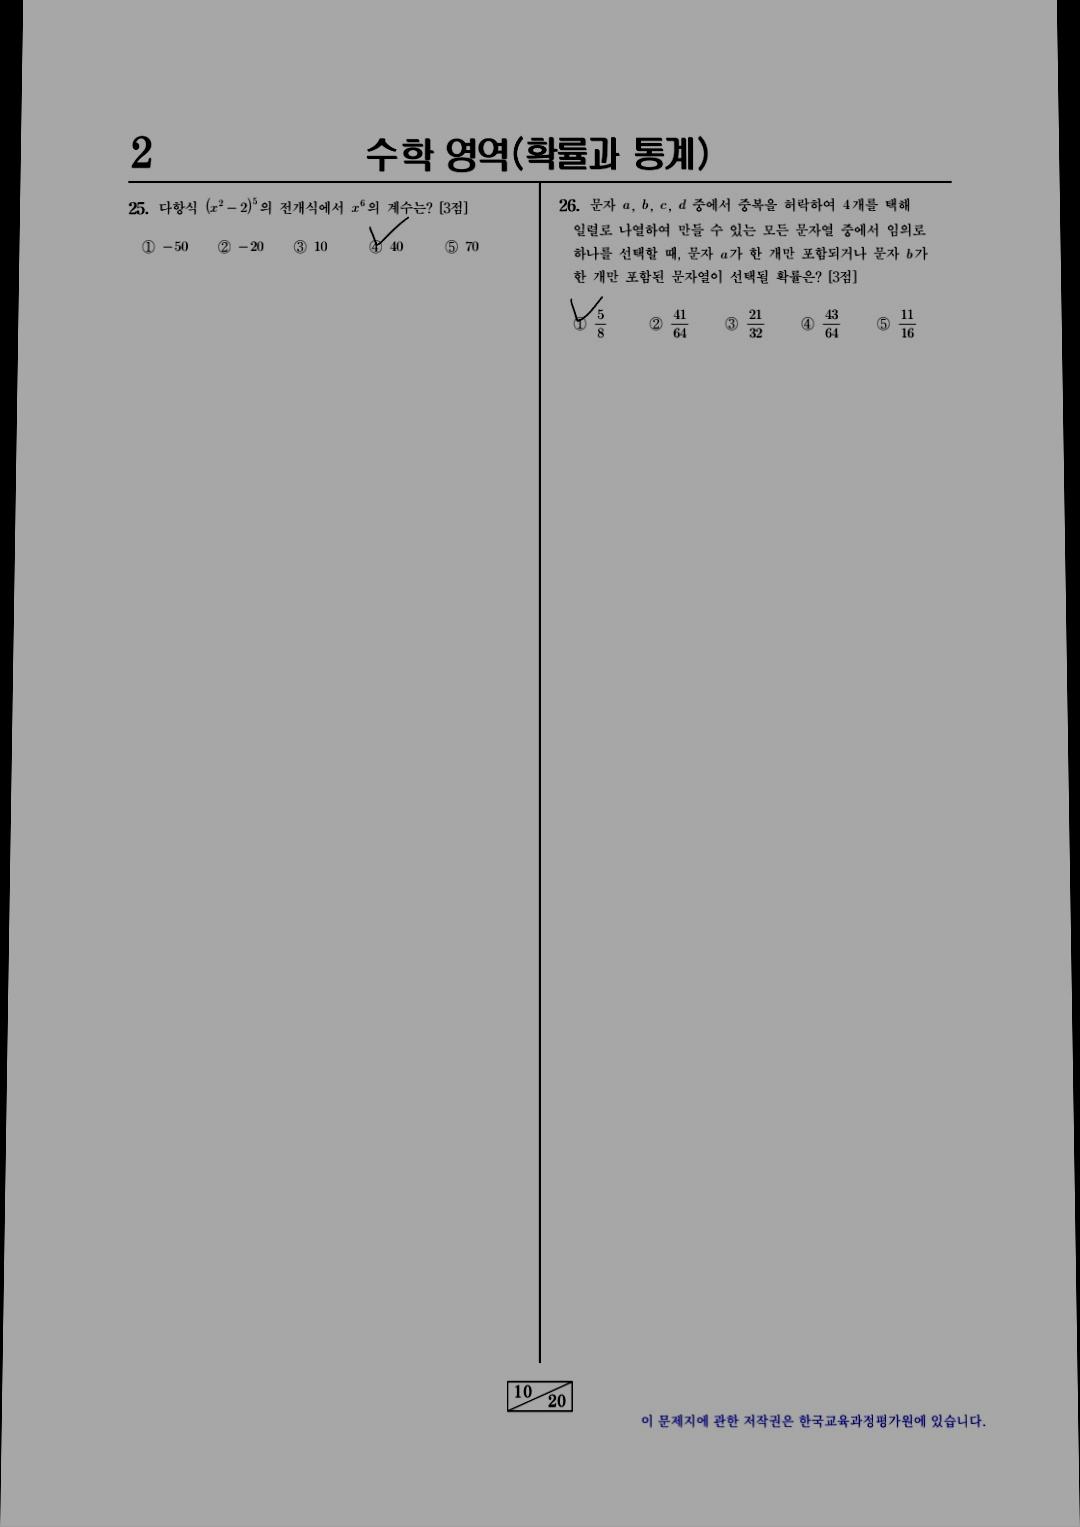 2
수학 영역(확률과 통계)
25. 다항식 (x² − 2)⁵의 전개식에서 x⁶의 계수는? [3점]
① −50 ② −20 ③ 10 ④ 40 ⑤ 70
26. 문자 a, b, c, d 중에서 중복을 허락하여 4개를 택해
일렬로 나열하여 만들 수 있는 모든 문자열 중에서 임의로
하나를 선택할 때, 문자 a가 한 개만 포함되거나 문자 b가
한 개만 포함된 문자열이 선택될 확률은? [3점]
① 5/8 ② 41/64 ③ 21/32 ④ 43/64 ⑤ 11/16
10
20
이 문제지에 관한 저작권은 한국교육과정평가원에 있습니다.